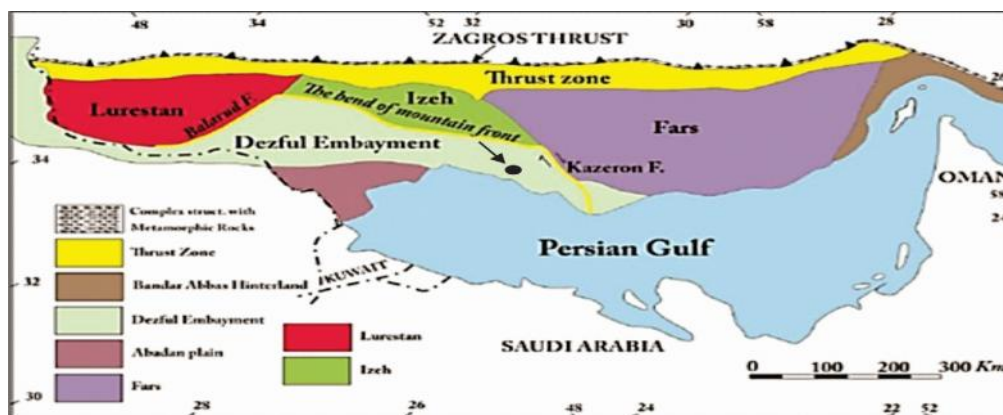 48 34 52 32 30 58 28
ZAGROS THRUST
Thrust zone
Lurestan
Balarud F.
The bend of mountain front
Izeh
Fars
Dezful Embayment
Kazeron F.
34
OMAN
Persian Gulf
KUWAIT
SAUDI ARABIA
32
30
Complex struct. with
Metamorphic Rocks
Thrust Zone
Bandar Abbas Hinterland
Dezful Embayment
Abadan plain
Fars
Lurestan
Izeh
0 100 200 300 Km
28 26 48 24 22 52